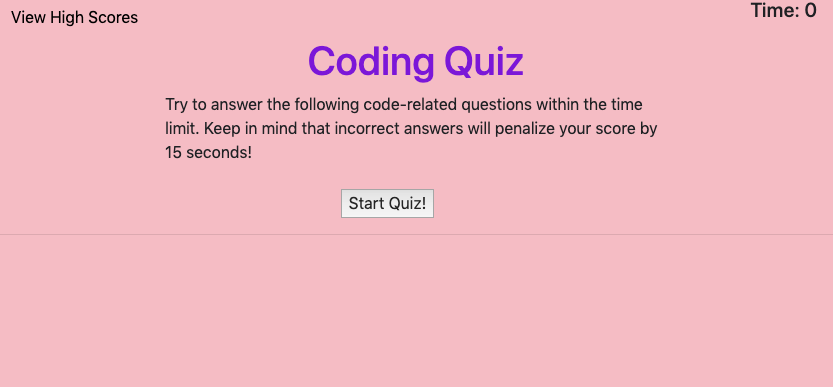 View High Scores
Time: 0
Coding Quiz
Try to answer the following code-related questions within the time
limit. Keep in mind that incorrect answers will penalize your score by
15 seconds!
Start Quiz!